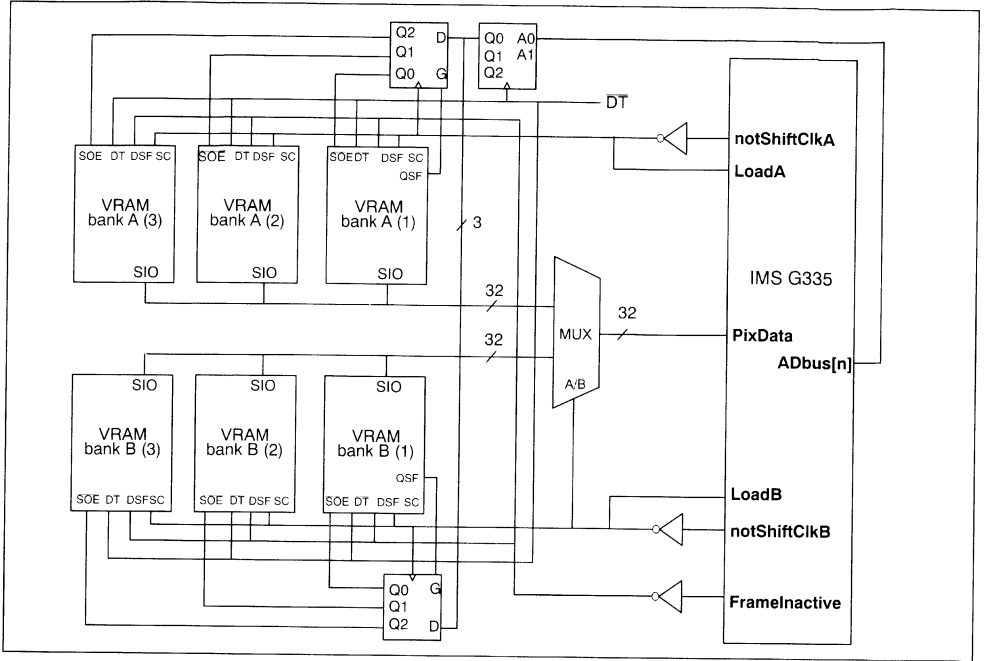 Q2 D
Q1
Q0 G
Q0 A0
Q1 A1
Q2
DT
SOE DT DSF SC
VRAM
bank A (3)
SIO
SOE DT DSF SC
VRAM
bank A (2)
SIO
SOE DT DSF SC
QSF
VRAM
bank A (1)
SIO
3
32
32
MUX
A/B
32
notShiftClkA
LoadA
IMS G335
PixData
ADbus[n]
LoadB
notShiftClkB
FrameInactive
SIO
VRAM
bank B (3)
SOE DT DSF SC
SIO
VRAM
bank B (2)
SOE DT DSF SC
SIO
VRAM
bank B (1)
QSF
SOE DT DSF SC
Q0 G
Q1
Q2 D